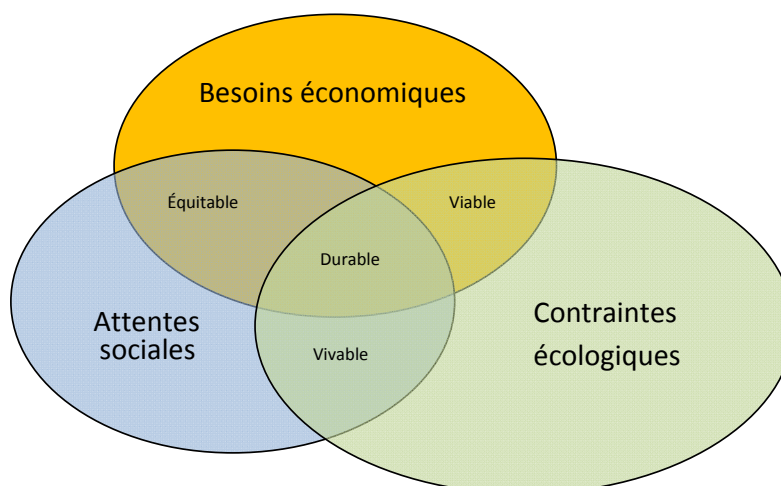 Besoins économiques
Équitable
Viable
Durable
Attentes
sociales
Contraintes
écologiques
Vivable